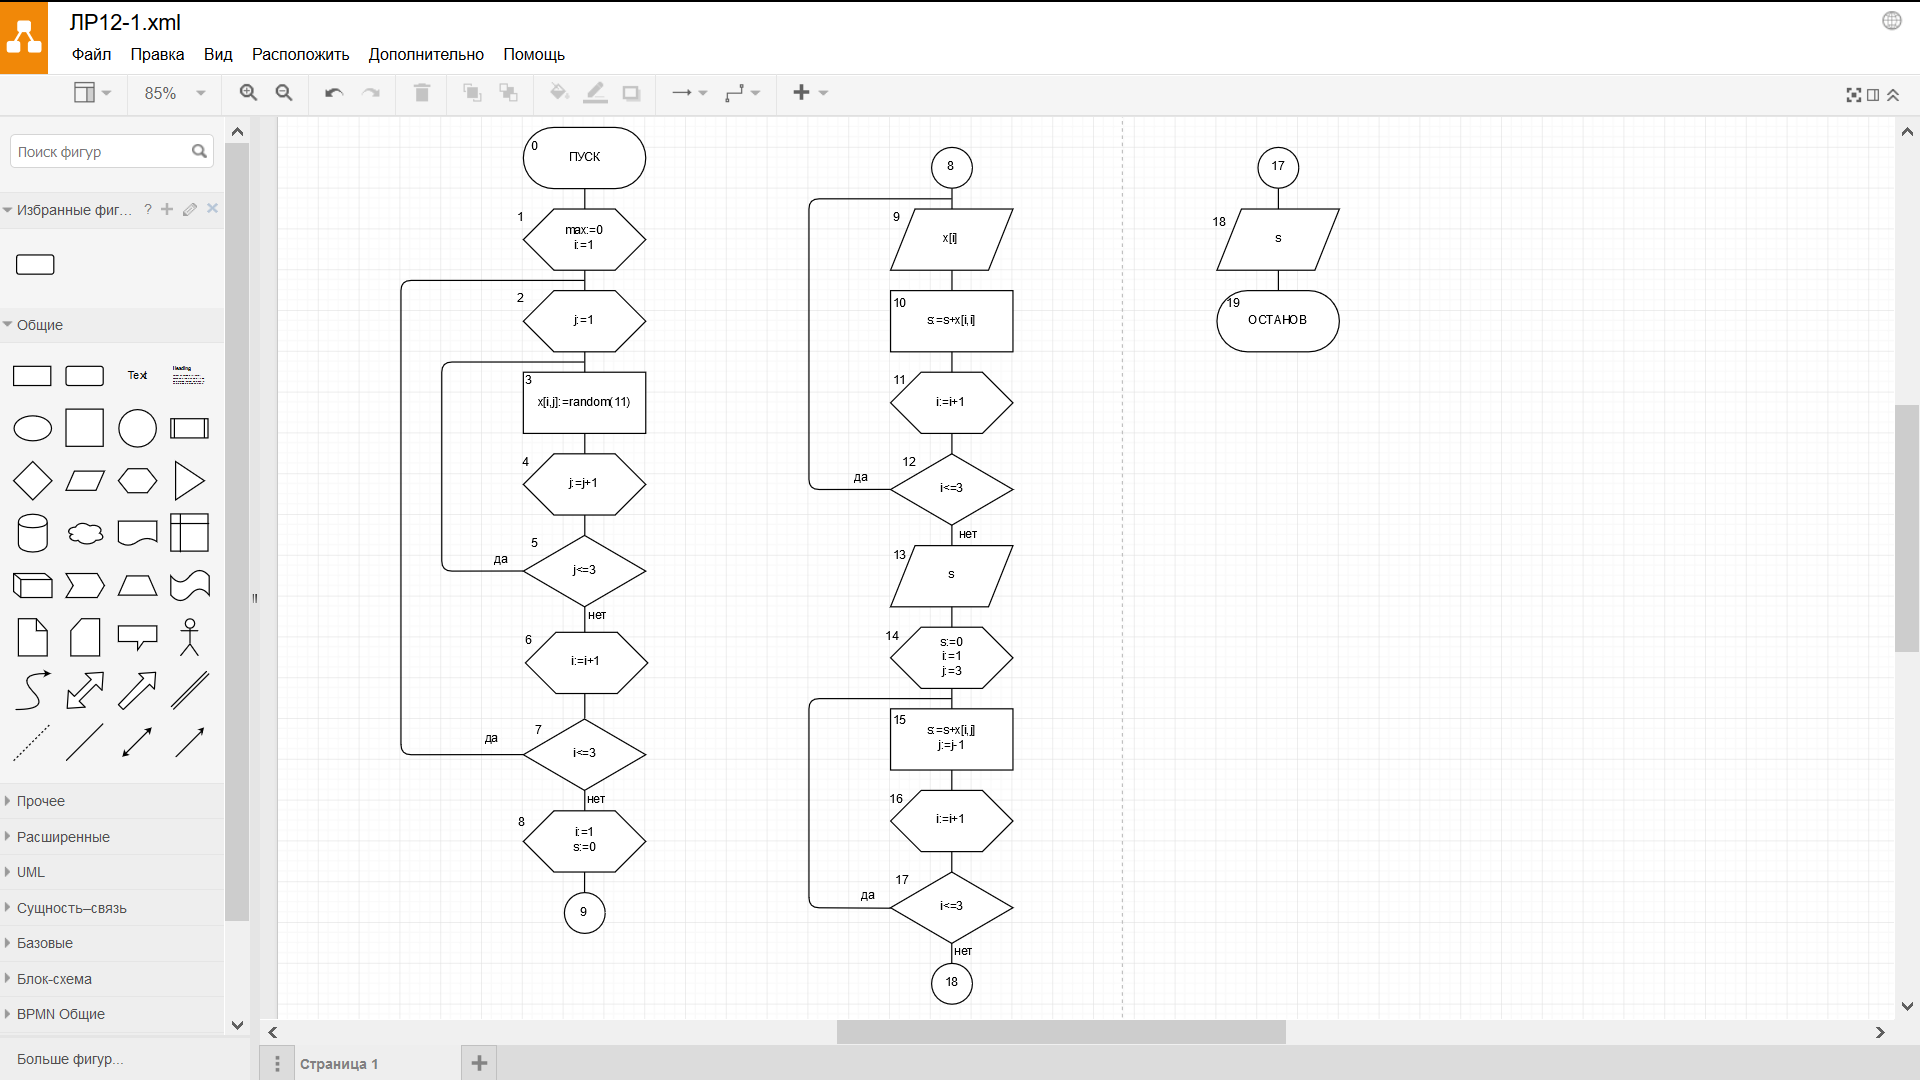 ЛР12-1.xml
Файл Правка Вид Расположить Дополнительно Помощь
85%
Поиск фигур
Избранные фиг... ?
Общие
Text
Heading
Прочее
Расширенные
UML
Сущность–связь
Базовые
Блок-схема
BPMN Общие
Больше фигур...
0
ПУСК
1
max:=0
i:=1
2
j:=1
3
x[i,j]:=random(11)
4
j:=j+1
5
j<=3
да
нет
6
i:=i+1
7
i<=3
да
нет
8
i:=1
s:=0
9
8
9
x[i]
10
s:=s+x[i,i]
11
i:=i+1
12
i<=3
да
нет
13
s
14
s:=0
i:=1
j:=3
15
s:=s+x[i,j]
j:=j-1
16
i:=i+1
17
i<=3
да
нет
18
17
18
s
19
ОСТАНОВ
Страница 1